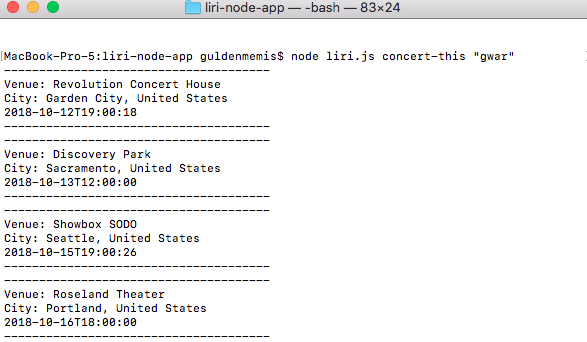 liri-node-app — -bash — 83×24
[MacBook-Pro-5:liri-node-app guldenmemis$ node liri.js concert-this "gwar" ]
--------------------------------------
Venue: Revolution Concert House
City: Garden City, United States
2018-10-12T19:00:18
--------------------------------------
--------------------------------------
Venue: Discovery Park
City: Sacramento, United States
2018-10-13T12:00:00
--------------------------------------
--------------------------------------
Venue: Showbox SODO
City: Seattle, United States
2018-10-15T19:00:26
--------------------------------------
--------------------------------------
Venue: Roseland Theater
City: Portland, United States
2018-10-16T18:00:00
--------------------------------------